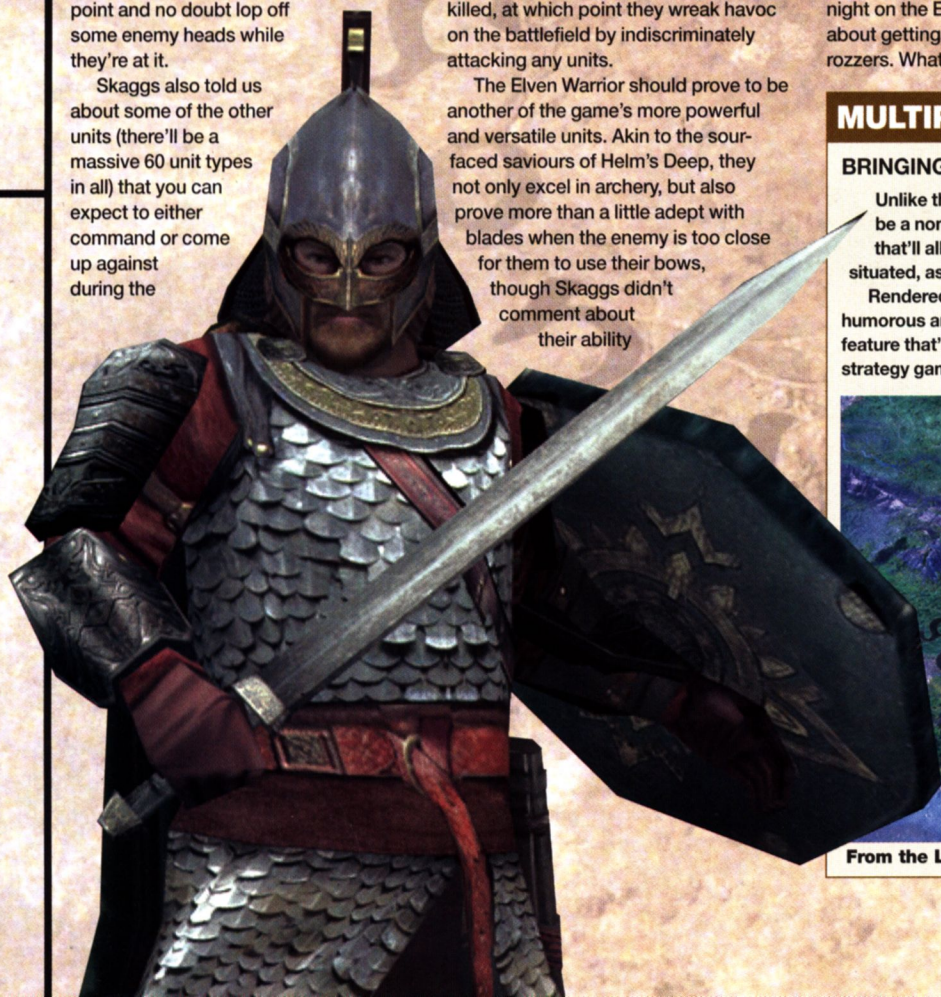 point and no doubt lop off
some enemy heads while
they're at it.
Skaggs also told us
about some of the other
units (there'll be a
massive 60 unit types
in all) that you can
expect to either
command or come
up against
during the
killed, at which point they wreak havoc
on the battlefield by indiscriminately
attacking any units.
The Elven Warrior should prove to be
another of the game's more powerful
and versatile units. Akin to the sour-
faced saviours of Helm's Deep, they
not only excel in archery, but also
prove more than a little adept with
blades when the enemy is too close
for them to use their bows,
though Skaggs didn't
comment about
their ability
night on the
about getting
rozzers.
BRINGING
Unlike
be a
that'll
situated,
Rendered
humorous
feature
strategy
From the